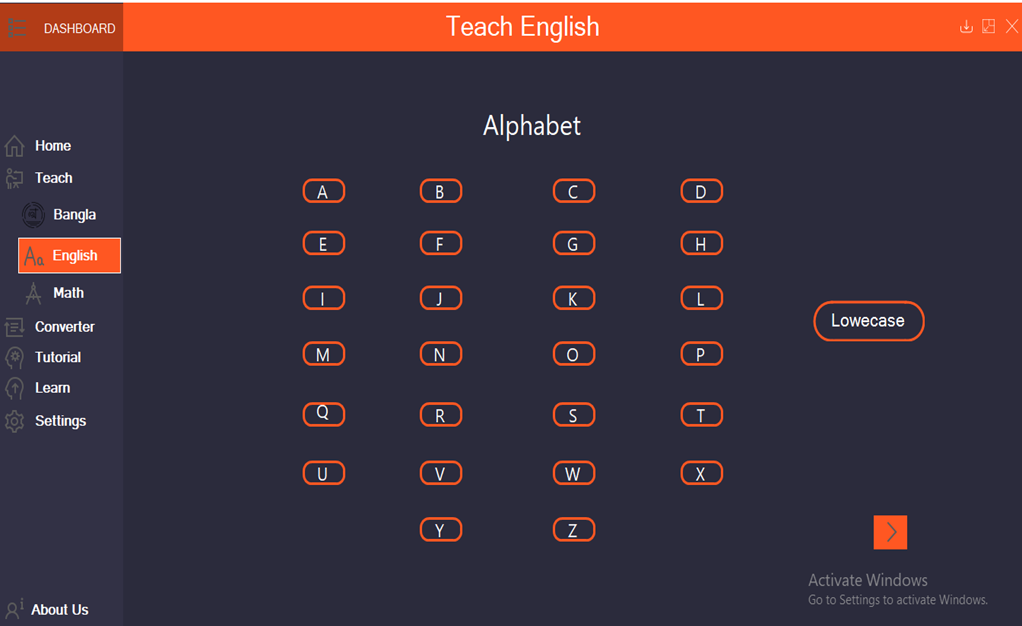 DASHBOARD
Teach English
Home
Teach
Bangla
English
Math
Converter
Tutorial
Learn
Settings
About Us
Alphabet
A B C D
E F G H
I J K L
M N O P
Q R S T
U V W X
Y Z
Lowecase
Activate Windows
Go to Settings to activate Windows.